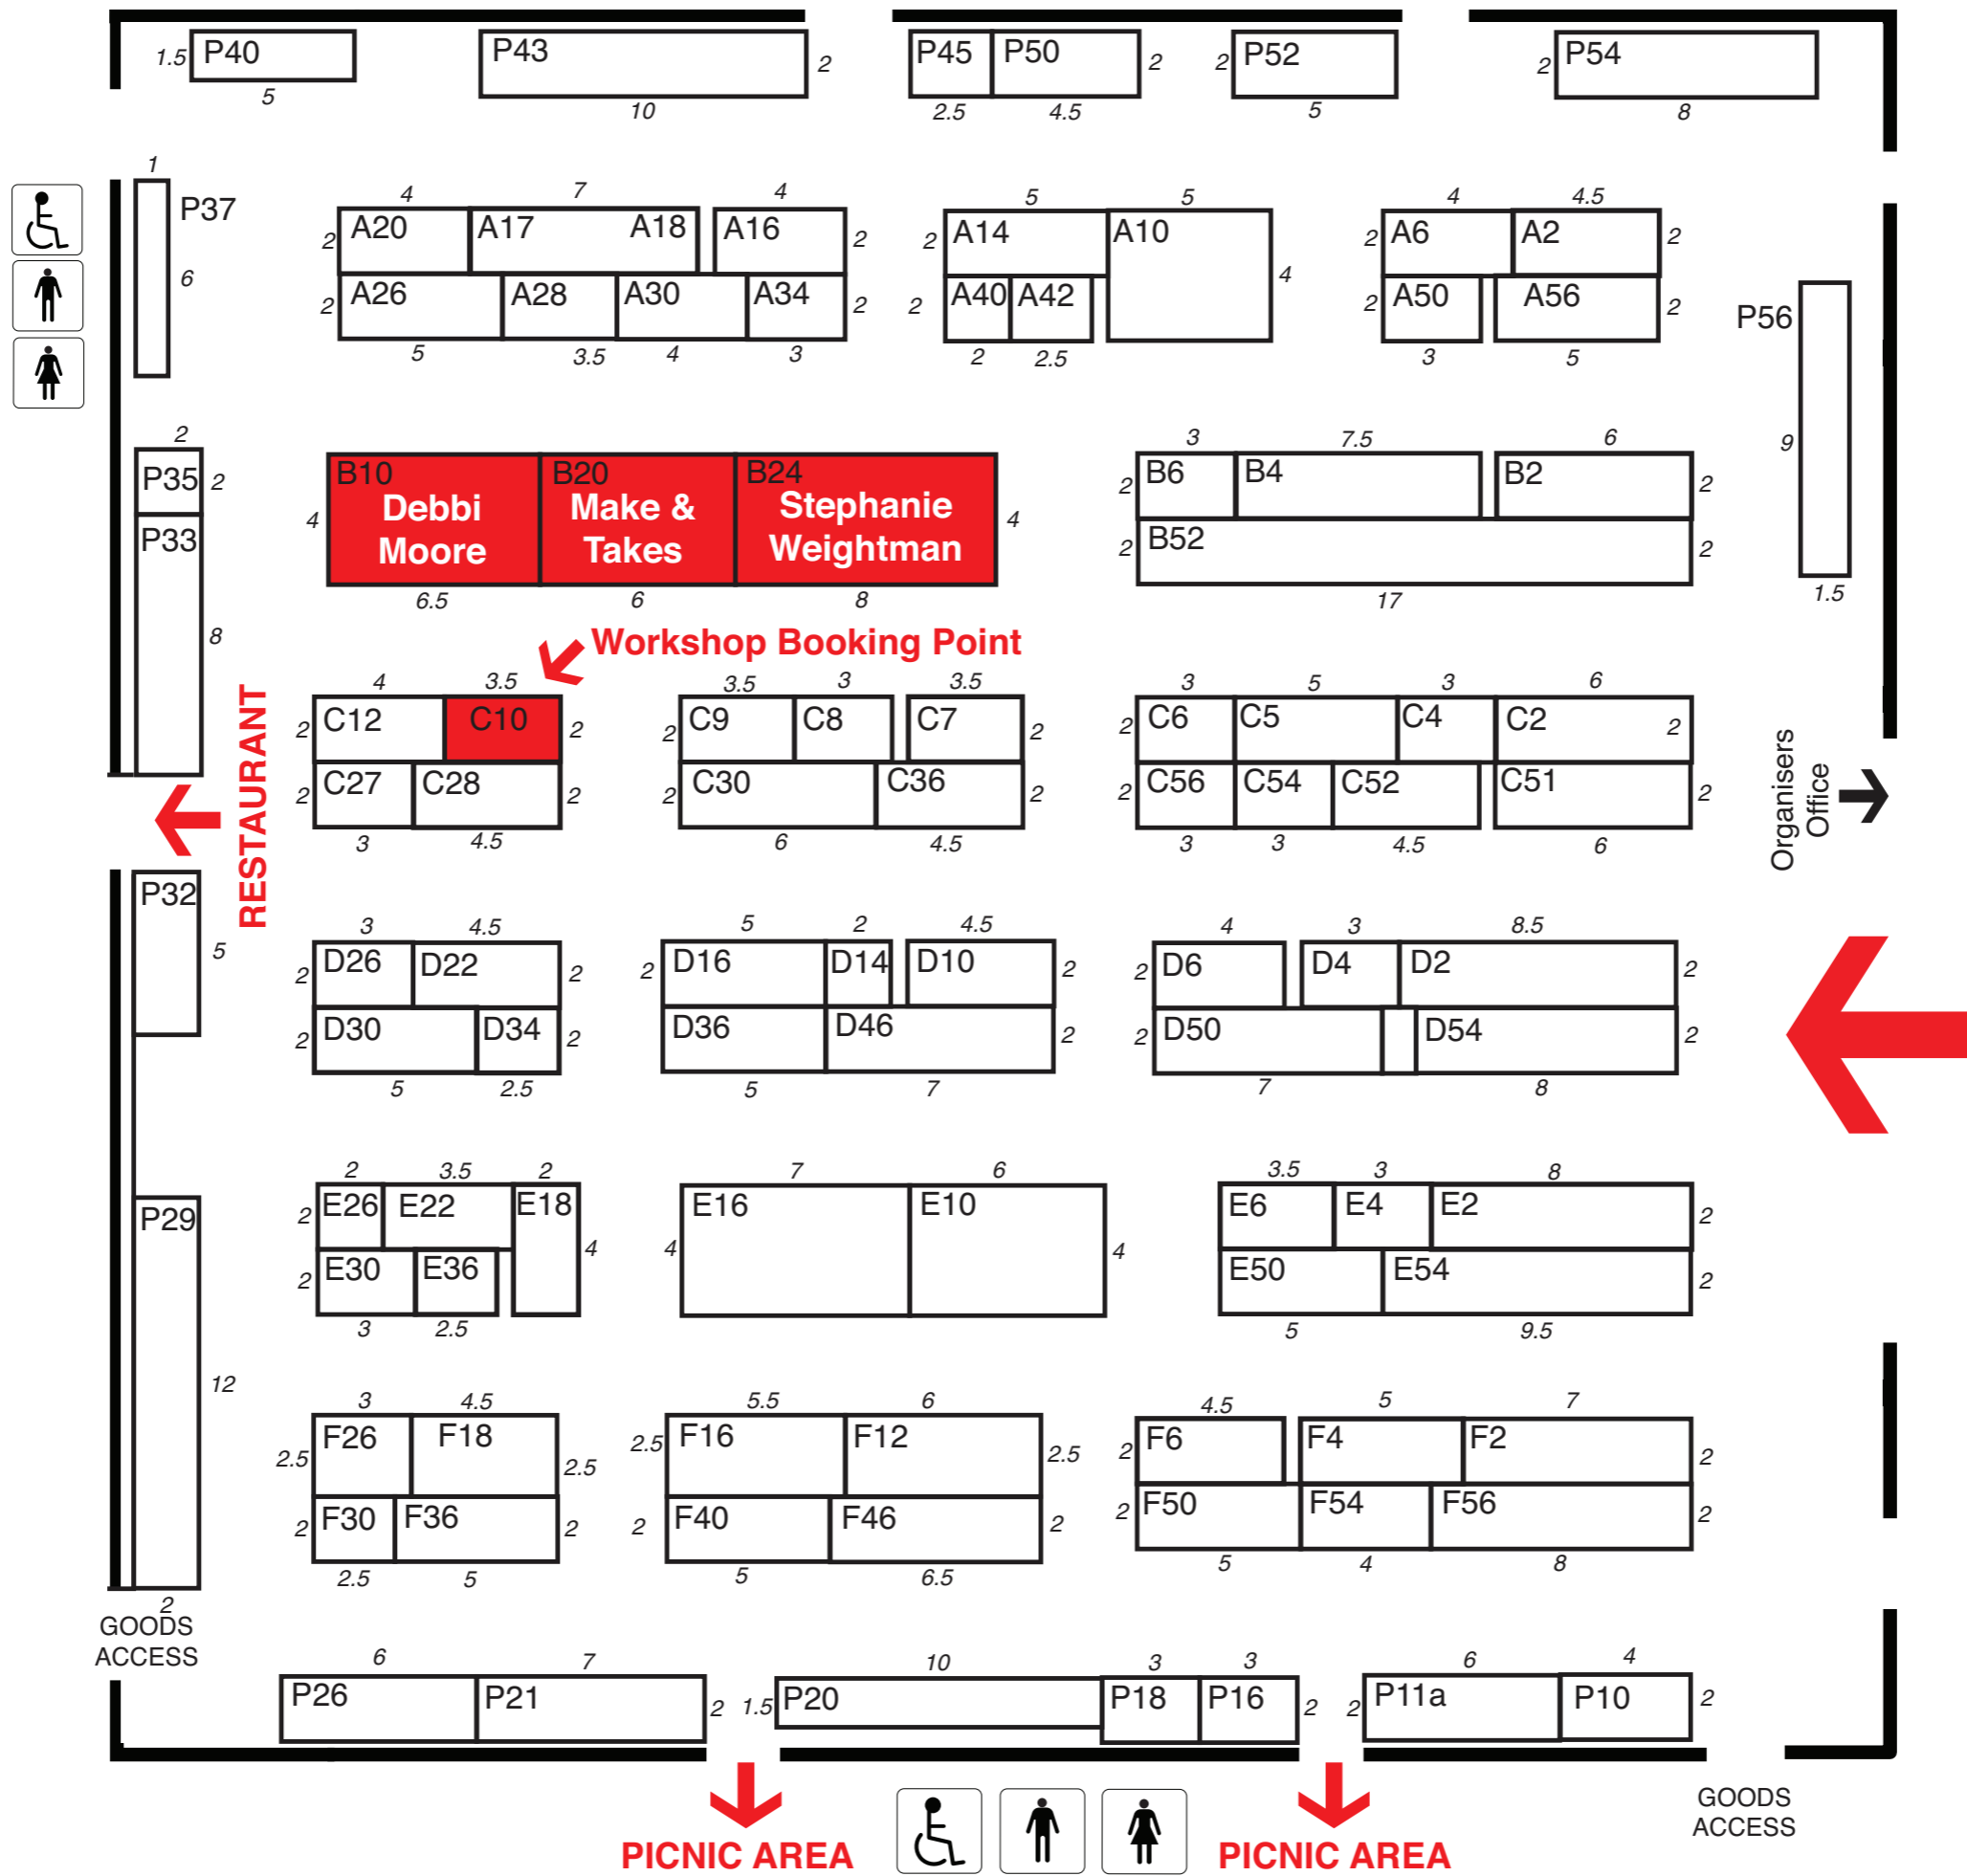 1.5 P40 P43 2 P45 P50 2 2 P52 2 P54
5 10 2.5 4.5 5 8
1
P37
6
4 7 4 5 5 4 4.5
2 A20 A17 A18 A16 2 2 A14 A10 2 A6 A2 2
4
2 A26 A28 A30 A34 2 2 A40 A42 2 A50 A56 2
5 3.5 4 3 2 2.5 3 5
P56
9
1.5
2
P35 2
P33
8
B10 B20 B24
4 Debbi Make & Stephanie 4
Moore Takes Weightman
6.5 6 8
3 7.5 6
2 B6 B4 B2 2
2 B52 2
17
Workshop Booking Point
4 3.5 3.5 3 3.5 3 5 3 6
2 C12 C10 2 2 C9 C8 C7 2 2 C6 C5 C4 C2 2
2 C27 C28 2 2 C30 C36 2 2 C56 C54 C52 C51 2
3 4.5 6 4.5 3 3 4.5 6
RESTAURANT
Organisers
Office
P32
5
3 4.5 5 2 4.5 4 3 8.5
2 D26 D22 2 2 D16 D14 D10 2 2 D6 D4 D2 2
2 D30 D34 2 D36 D46 2 2 D50 D54 2
5 2.5 5 7 7 8
2 3.5 2 7 6 3.5 3 8
2 E26 E22 E18 E16 E10 E6 E4 E2 2
4 4 4
2 E30 E36 E50 E54 2
3 2.5 5 9.5
P29
12
2
3 4.5 5.5 6 4.5 5 7
2.5 F26 F18 2.5 2.5 F16 F12 2.5 2 F6 F4 F2 2
2 F30 F36 2 2 F40 F46 2 2 F50 F54 F56 2
2.5 5 5 6.5 5 4 8
GOODS
ACCESS
6 7 10 3 3 6 4
P26 P21 2 1.5 P20 P18 P16 2 2 P11a P10 2
GOODS
ACCESS
PICNIC AREA PICNIC AREA